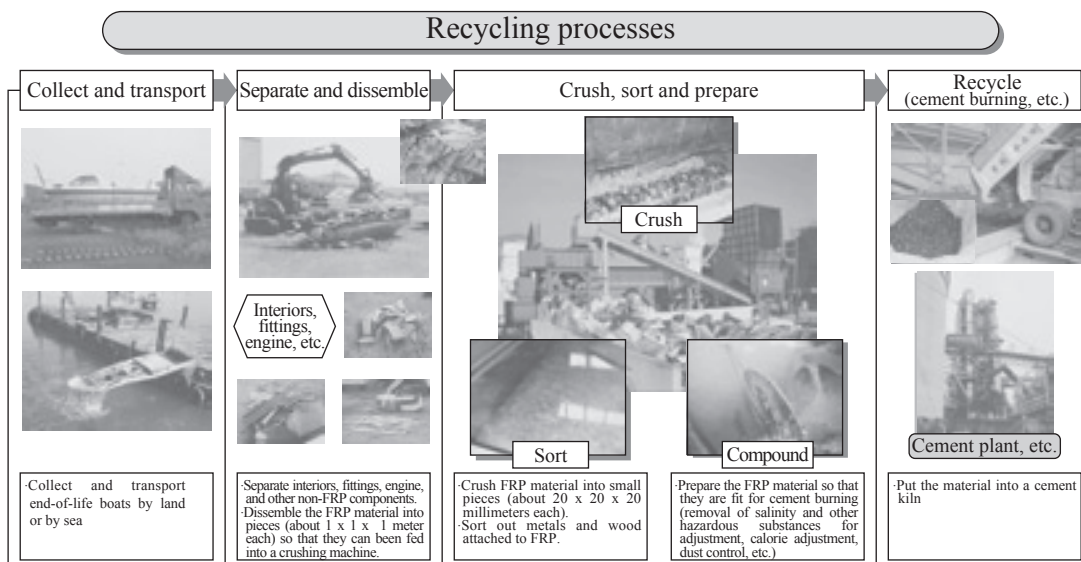 Recycling processes
Collect and transport
Separate and dissemble
Crush, sort and prepare
Recycle
(cement burning, etc.)
Crush
Interiors,
fittings,
engine, etc.
Sort
Compound
Cement plant, etc.
·Collect and transport
end-of-life boats by land
or by sea
·Separate interiors, fittings, engine,
and other non-FRP components.
·Dissemble the FRP material into
pieces (about 1 x 1 x 1 meter
each) so that they can been fed
into a crushing machine.
·Crush FRP material into small
pieces (about 20 x 20 x 20
millimeters each).
·Sort out metals and wood
attached to FRP.
·Prepare the FRP material so that
they are fit for cement burning
(removal of salinity and other
hazardous substances for
adjustment, calorie adjustment,
dust control, etc.)
·Put the material into a cement
kiln